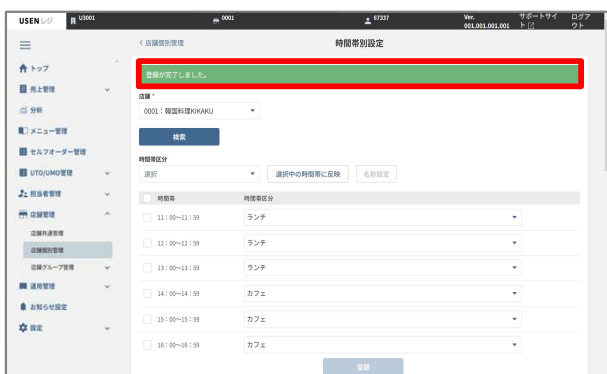 USEN レジ U3001 0001 67337 Ver. 001.001.001.001 サポートサイト ログアウト
＜店舗個別管理 時間帯別設定
トップ
売上管理
分析
メニュー管理
セルフオーダー管理
UTO/UMO管理
担当者管理
店舗管理
店舗共通管理
店舗個別管理
店舗グループ管理
運用管理
お知らせ設定
設定
登録が完了しました。
店舗 *
0001：韓国料理KIKAKU
検索
時間帯区分
選択 選択中の時間帯に反映 名称設定
時間帯 時間帯区分
11：00～11：59 ランチ
12：00～12：59 ランチ
13：00～13：59 ランチ
14：00～14：59 カフェ
15：00～15：59 カフェ
16：00～16：59 カフェ
登録